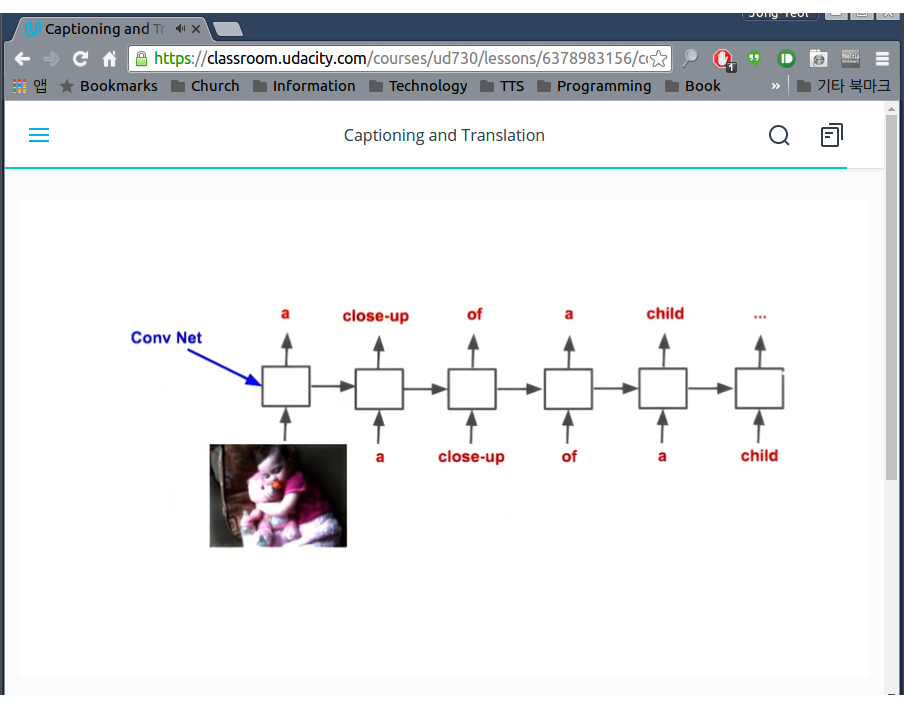 Jong Yeol
Captioning and Tr
https://classroom.udacity.com/courses/ud730/lessons/6378983156/c
1
앱 Bookmarks Church Information Technology TTS Programming Book » 기타 북마크
Captioning and Translation
a close-up of a child ...
Conv Net
a close-up of a child